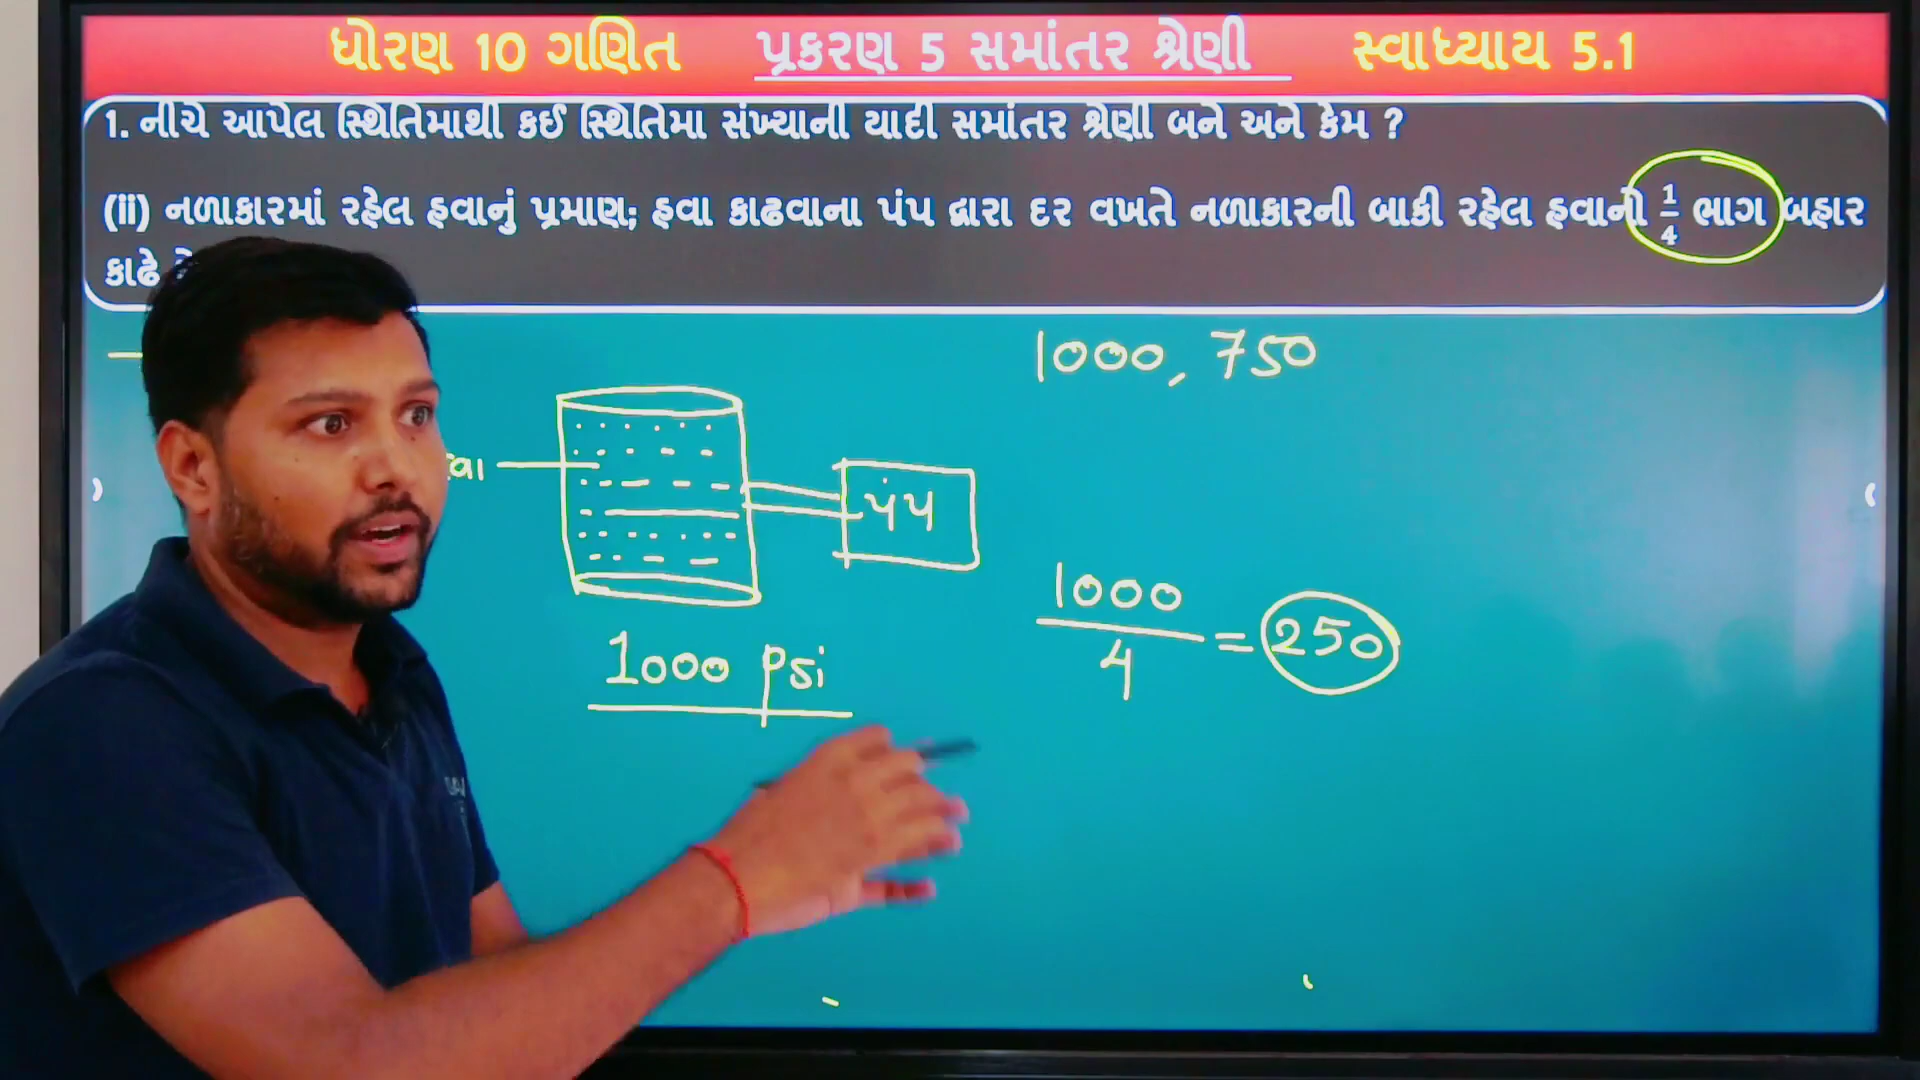 ધોરણ 10 ગણિત પ્રકરણ 5 સમાંતર શ્રેણી સ્વાધ્યાય 5.1
1. નીચે આપેલ સ્થિતિમાથી કઈ સ્થિતિમા સંખ્યાની યાદી સમાંતર શ્રેણી બને અને કેમ ?
(ii) નળાકારમાં રહેલ હવાનું પ્રમાણ; હવા કાઢવાના પંપ દ્વારા દર વખતે નળાકારની બાકી રહેલ હવાનો 1/4 ભાગ બહાર
કાઢે
1000, 750
પંપ
1000 / 4 = 250
1000 psi